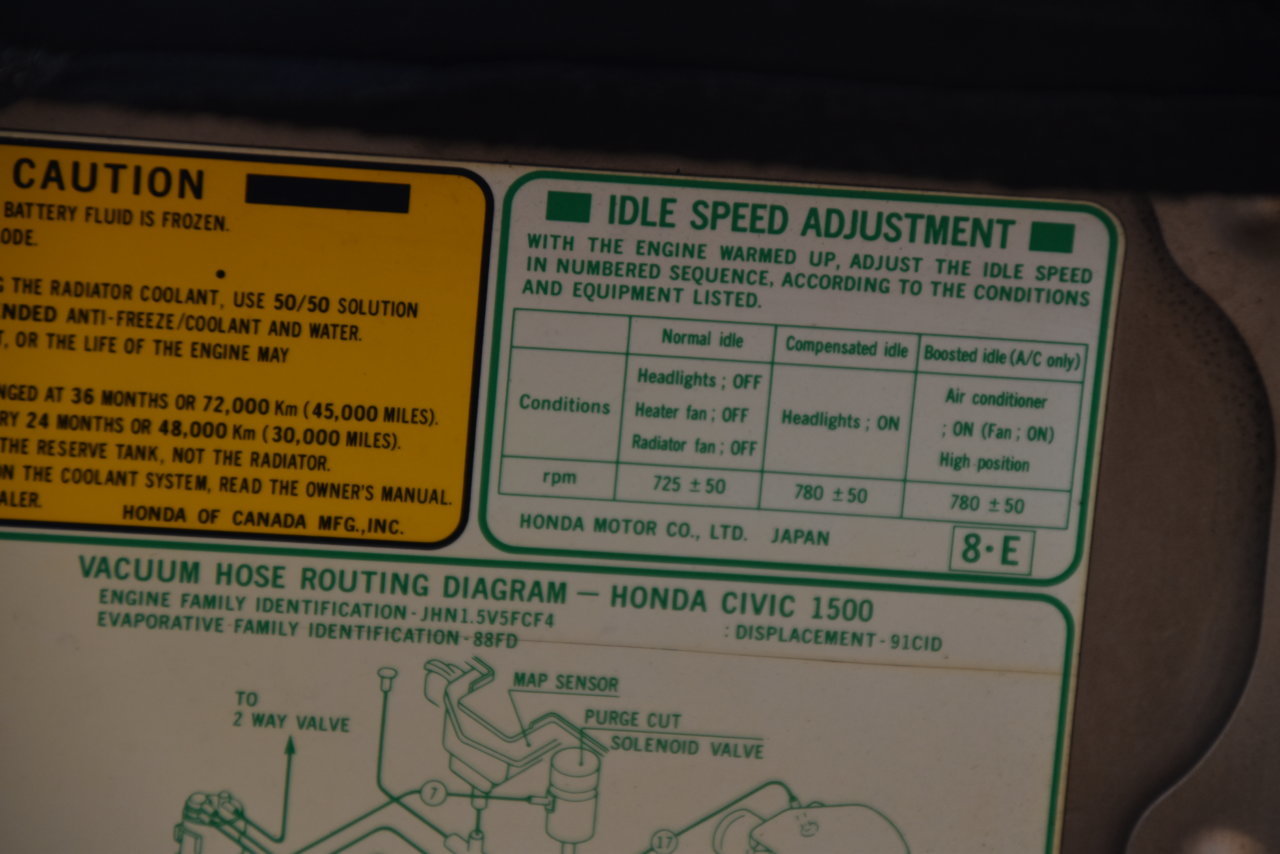 CAUTION
BATTERY FLUID IS FROZEN.
ODE.
THE RADIATOR COOLANT, USE 50/50 SOLUTION
NDED ANTI-FREEZE/COOLANT AND WATER.
T, OR THE LIFE OF THE ENGINE MAY
NGED AT 36 MONTHS OR 72,000 Km (45,000 MILES).
RY 24 MONTHS OR 48,000 Km (30,000 MILES).
THE RESERVE TANK, NOT THE RADIATOR.
ON THE COOLANT SYSTEM, READ THE OWNER'S MANUAL.
ALER.
HONDA OF CANADA MFG.,INC.
IDLE SPEED ADJUSTMENT
WITH THE ENGINE WARMED UP, ADJUST THE IDLE SPEED
IN NUMBERED SEQUENCE, ACCORDING TO THE CONDITIONS
AND EQUIPMENT LISTED.
Normal idle Compensated idle Boosted idle (A/C only)
Conditions
Headlights ; OFF
Heater fan ; OFF
Radiator fan ; OFF
Headlights ; ON
Air conditioner
; ON (Fan ; ON)
High position
rpm 725 ±50 780 ±50 780 ±50
HONDA MOTOR CO., LTD. JAPAN
8·E
VACUUM HOSE ROUTING DIAGRAM — HONDA CIVIC 1500
ENGINE FAMILY IDENTIFICATION-JHN1.5V5FCF4
EVAPORATIVE FAMILY IDENTIFICATION-88FD
: DISPLACEMENT-91CID
MAP SENSOR
TO
2 WAY VALVE
PURGE CUT
SOLENOID VALVE
7
17